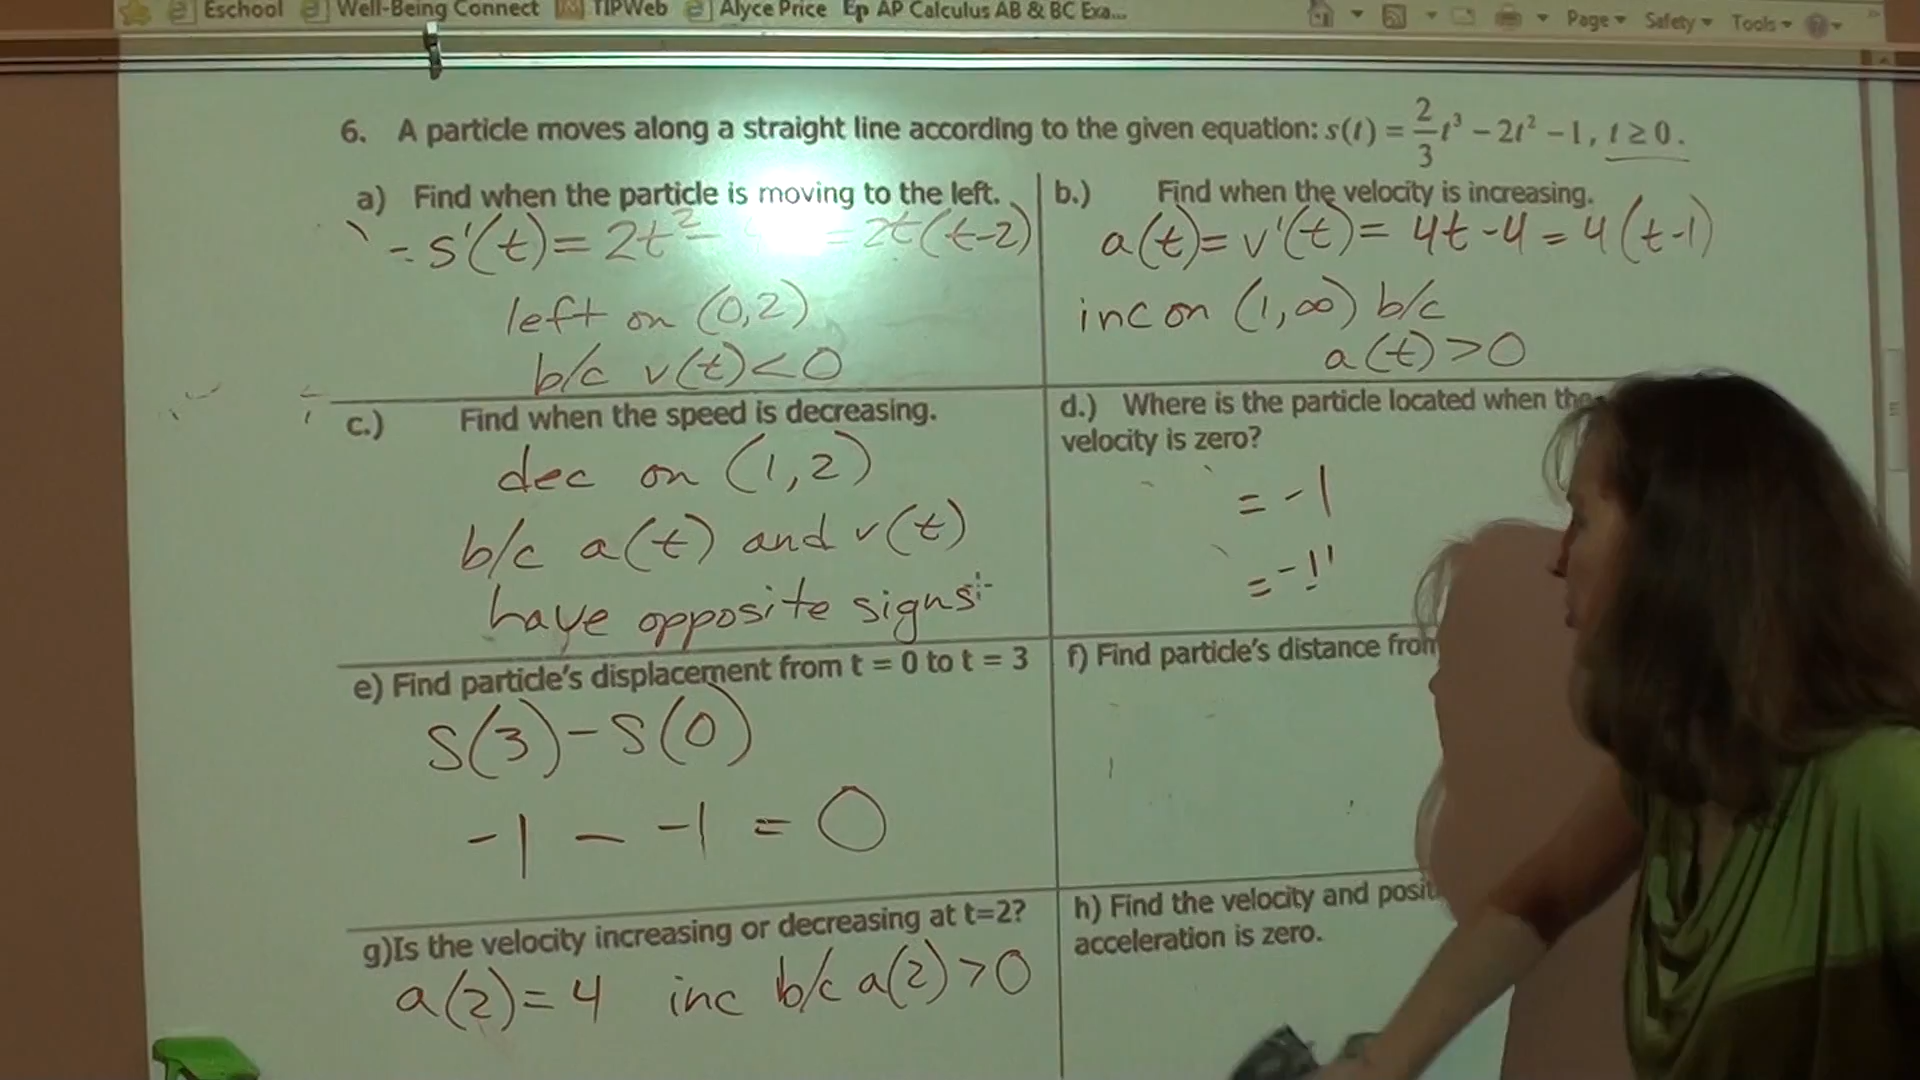 Eschool Well-Being Connect TIPWeb Alyce Price Ep AP Calculus AB & BC Exa... Page Safety Tools
6. A particle moves along a straight line according to the given equation: s(t) = 2/3 t³ − 2t² − 1, t ≥ 0.
a) Find when the particle is moving to the left.
= s'(t) = 2t² − = 2t(t-2)
left on (0,2)
b/c v(t)<0
b.) Find when the velocity is increasing.
a(t) = v'(t) = 4t-4 = 4(t-1)
inc on (1,∞) b/c
a(t) >0
c.) Find when the speed is decreasing.
dec on (1,2)
b/c a(t) and v(t)
have opposite signs
d.) Where is the particle located when the
velocity is zero?
= -1
e) Find particle's displacement from t = 0 to t = 3
S(3)-S(0)
-1 - -1 = 0
f) Find particle's distance from
g)Is the velocity increasing or decreasing at t=2?
a(2)= 4 inc b/c a(2) >0
h) Find the velocity and posit
acceleration is zero.